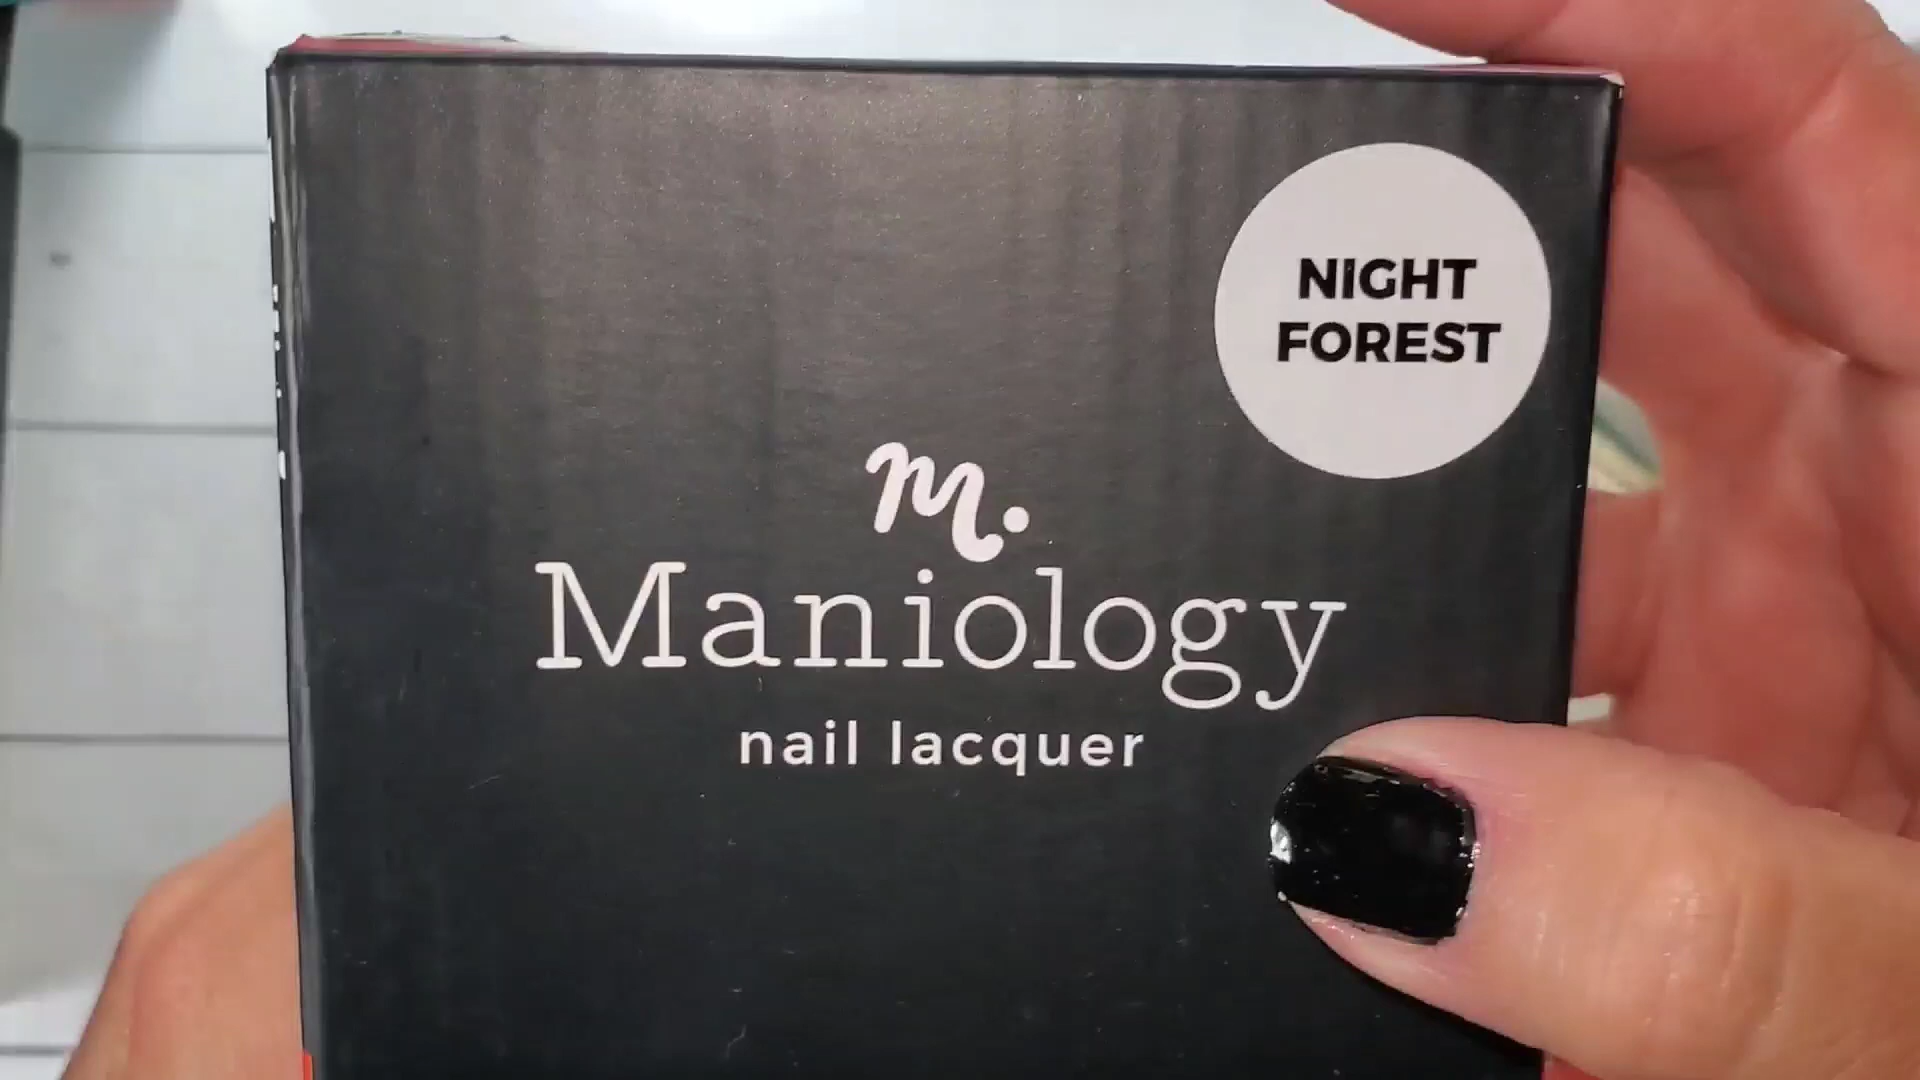 NIGHT
FOREST
m.
Maniology
nail lacquer